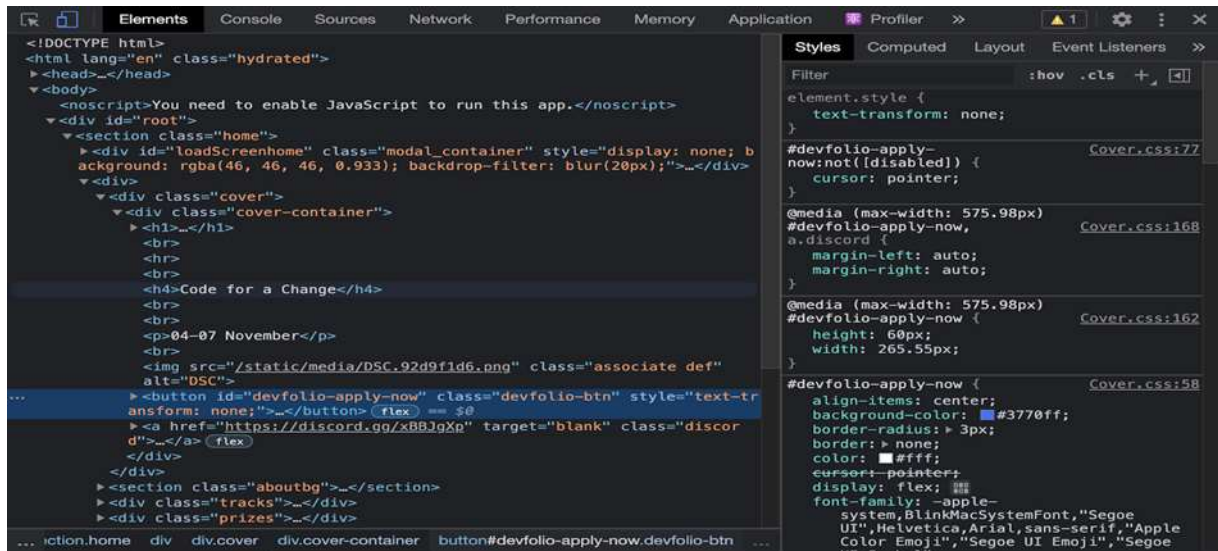 Elements Console Sources Network Performance Memory Application Profiler » 1
<!DOCTYPE html>
<html lang="en" class="hydrated">
<head>…</head>
<body>
<noscript>You need to enable JavaScript to run this app.</noscript>
<div id="root">
<section class="home">
<div id="loadScreenhome" class="modal_container" style="display: none; b
ackground: rgba(46, 46, 46, 0.933); backdrop-filter: blur(20px);">…</div>
<div>
<div class="cover">
<div class="cover-container">
<h1>…</h1>
<br>
<hr>
<br>
<h4>Code for a Change</h4>
<br>
<br>
<p>04-07 November</p>
<br>
<img src="/static/media/DSC.92d9f1d6.png" class="associate def"
alt="DSC">
... <button id="devfolio-apply-now" class="devfolio-btn" style="text-tr
ansform: none;">…</button> flex == $0
<a href="https://discord.gg/xBBJgXp" target="blank" class="discor
d">…</a> flex
</div>
</div>
<section class="aboutbg">…</section>
<div class="tracks">…</div>
<div class="prizes">…</div>
... iction.home div div.cover div.cover-container button#devfolio-apply-now.devfolio-btn ...
Styles Computed Layout Event Listeners »
Filter :hov .cls +
element.style {
text-transform: none;
}
#devfolio-apply- Cover.css:77
now:not([disabled]) {
cursor: pointer;
}
@media (max-width: 575.98px)
#devfolio-apply-now, Cover.css:168
a.discord {
margin-left: auto;
margin-right: auto;
}
@media (max-width: 575.98px)
#devfolio-apply-now { Cover.css:162
height: 60px;
width: 265.55px;
}
#devfolio-apply-now { Cover.css:58
align-items: center;
background-color: #3770ff;
border-radius: 3px;
border: none;
color: #fff;
cursor: pointer;
display: flex;
font-family: -apple-
system,BlinkMacSystemFont,"Segoe
UI",Helvetica,Arial,sans-serif,"Apple
Color Emoji","Segoe UI Emoji","Segoe